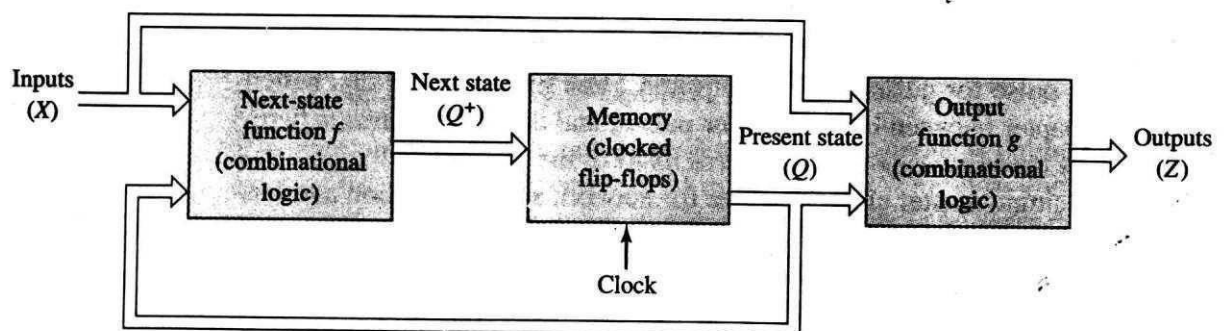 Inputs
(X)
Next-state
function f
(combinational
logic)
Next state
(Q⁺)
Memory
(clocked
flip-flops)
Clock
Present state
(Q)
Output
function g
(combinational
logic)
Outputs
(Z)